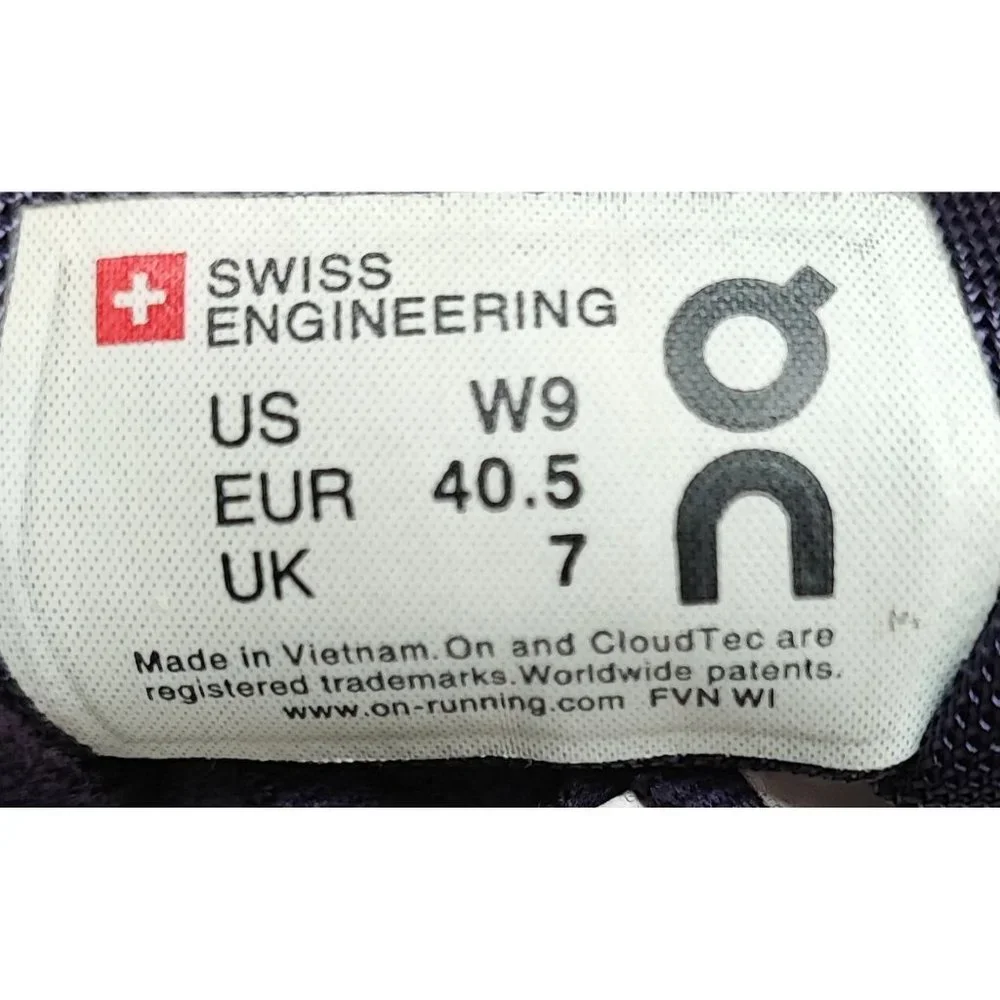 SWISS
ENGINEERING
On
US W9
EUR 40.5
UK 7
Made in Vietnam. On and CloudTec are
registered trademarks. Worldwide patents.
www.on-running.com FVN WI